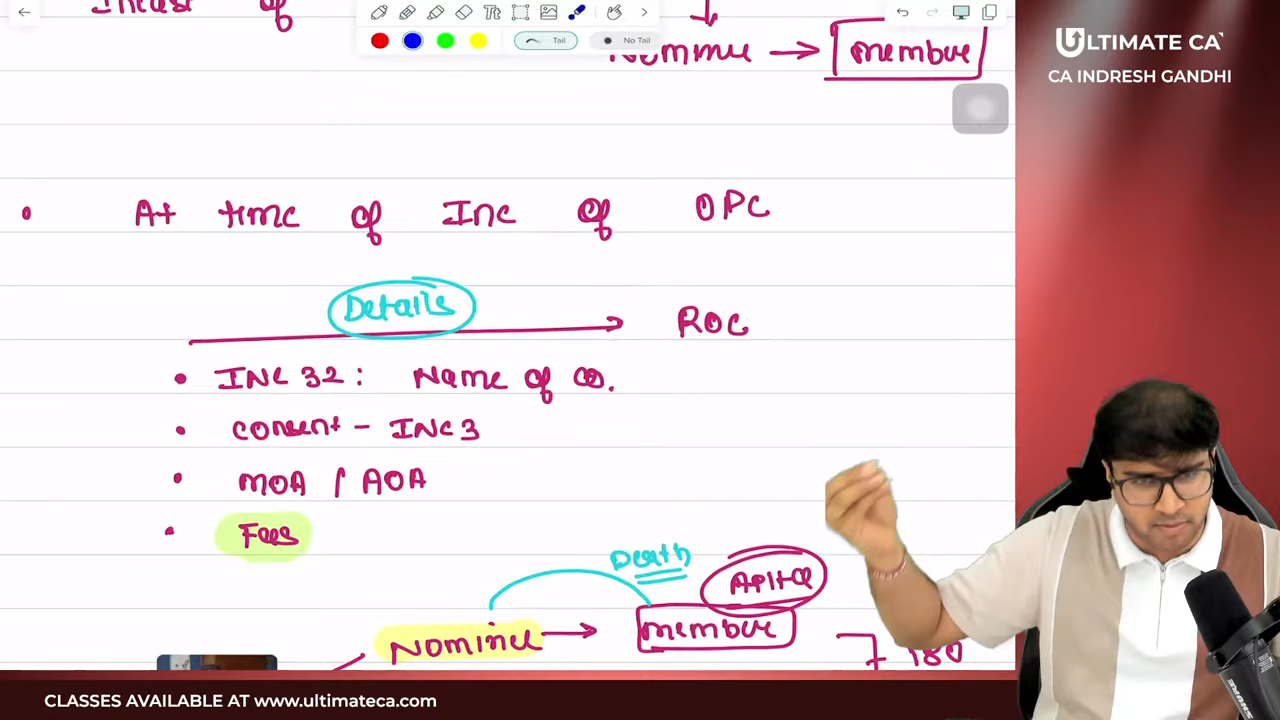 of
Tt
Tail
No Tail
Nominee → member
ULTIMATE CA
CA INDRESH GANDHI
• At time of Inc of OPC
Details
ROC
• INC 32 : Name of co.
• consent - INC 3
• MOA / AOA
• Fees
Death
Nominee → member
180
CLASSES AVAILABLE AT www.ultimateca.com